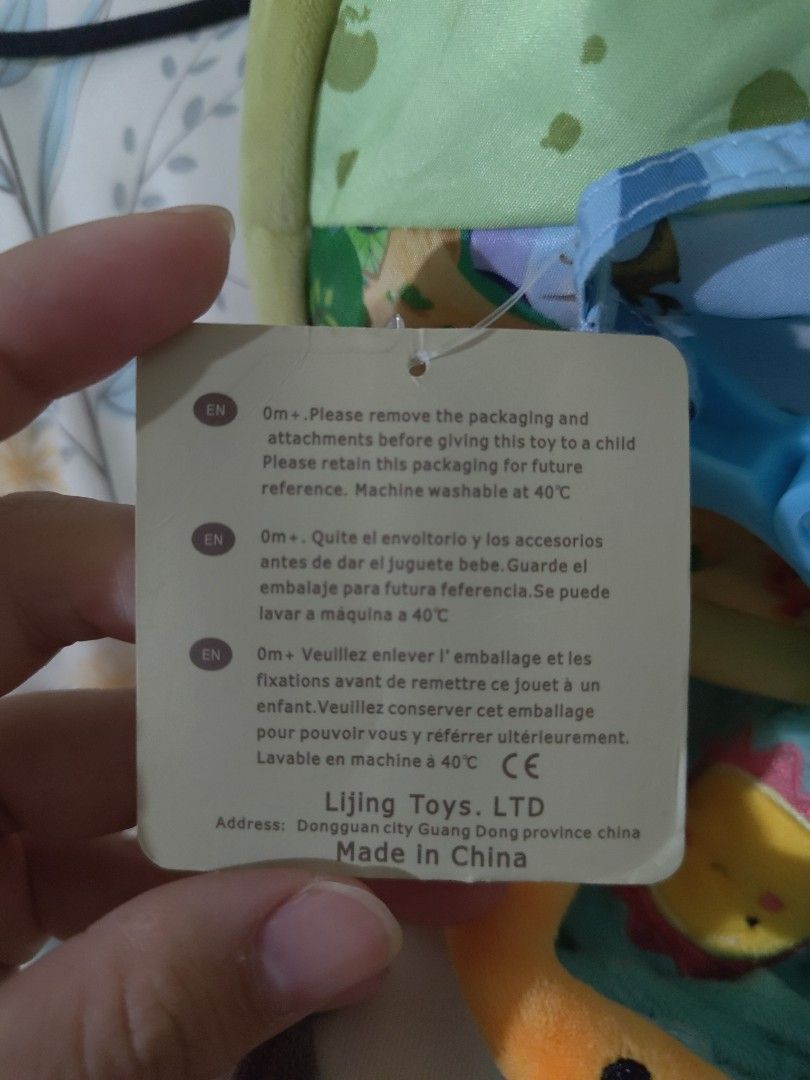 EN
0m+.Please remove the packaging and
attachments before giving this toy to a child
Please retain this packaging for future
reference. Machine washable at 40℃
EN
0m+. Quite el envoltorio y los accesorios
antes de dar el juguete bebe.Guarde el
embalaje para futura feferencia.Se puede
lavar a máquina a 40℃
EN
0m+ Veuillez enlever l' emballage et les
fixations avant de remettre ce jouet à un
enfant.Veuillez conserver cet emballage
pour pouvoir vous y référrer ultérieurement.
Lavable en machine à 40℃ CE
Lijing Toys. LTD
Address: Dongguan city Guang Dong province china
Made in China